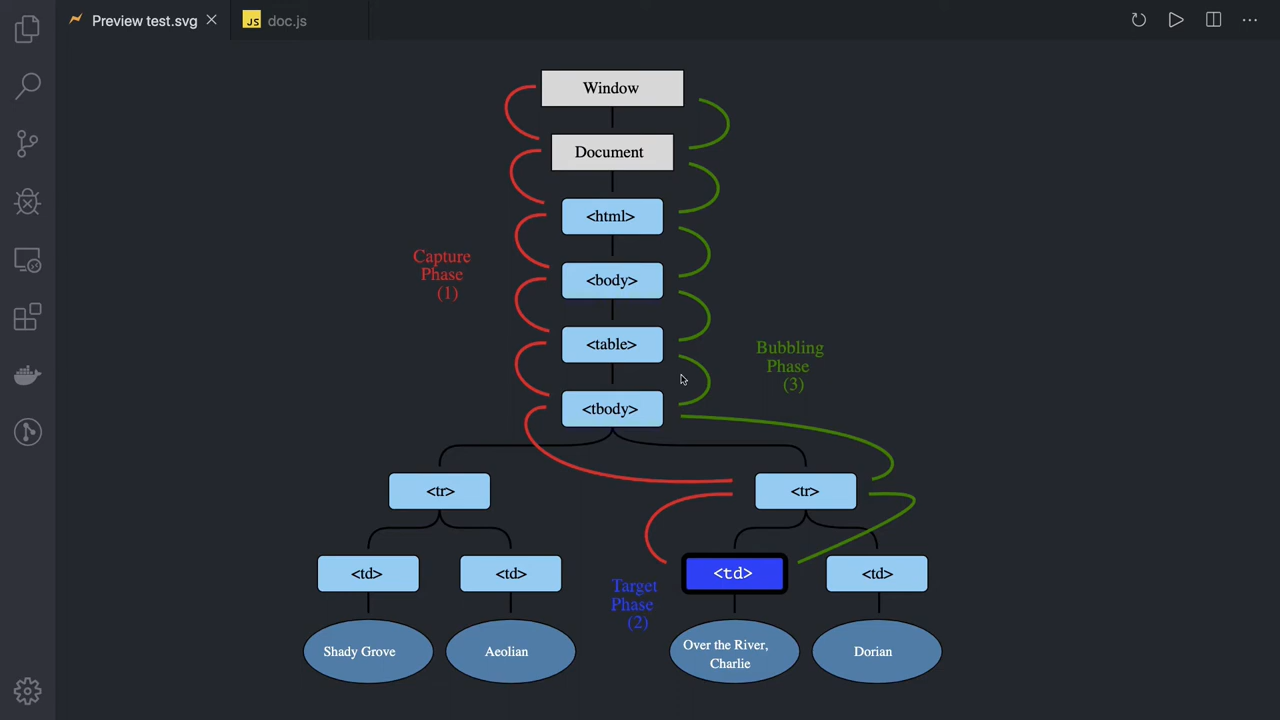 Preview test.svg
JS doc.js
Window
Document
<html>
Capture
Phase
(1)
<body>
<table>
Bubbling
Phase
(3)
<tbody>
<tr>
<tr>
<td>
<td>
<td>
<td>
Target
Phase
(2)
Shady Grove
Aeolian
Over the River,
Charlie
Dorian